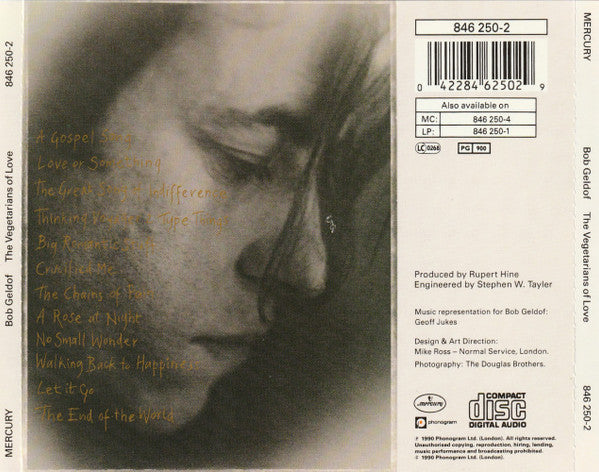 MERCURY
Bob Geldof The Vegetarians of Love
846 250-2
A Gospel Song
Love or Something
The Great Song of Indifference
Thinking Voyager 2 Type Things
Big Romantic Stuff
Crucified Me
The Chains of Pain
A Rose at Night
No Small Wonder
Walking Back to Happiness
Let it Go
The End of the World
846 250-2
0 42284 62502 9
Also available on
MC: 846 250-4
LP: 846 250-1
LC 0268
PG 900
Produced by Rupert Hine
Engineered by Stephen W. Tayler
Music representation for Bob Geldof:
Geoff Jukes
Design & Art Direction:
Mike Ross – Normal Service, London.
Photography: The Douglas Brothers.
mercury
phonogram
COMPACT
disc
DIGITAL AUDIO
℗ 1990 Phonogram Ltd. (London).
© 1990 Phonogram Ltd. (London). All Rights Reserved.
Unauthorised copying, reproduction, hiring, lending,
music performance and broadcasting prohibited.
MERCURY
Bob Geldof The Vegetarians of Love
846 250-2